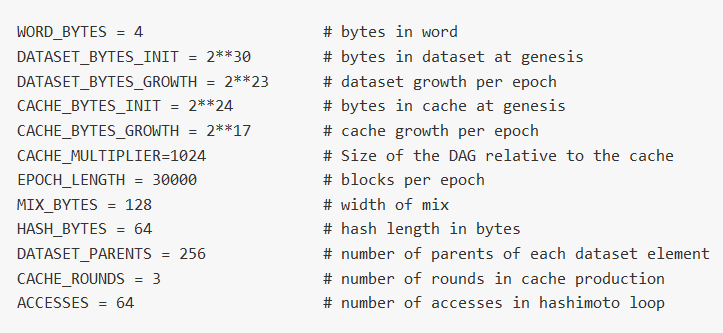 WORD_BYTES = 4 # bytes in word
DATASET_BYTES_INIT = 2**30 # bytes in dataset at genesis
DATASET_BYTES_GROWTH = 2**23 # dataset growth per epoch
CACHE_BYTES_INIT = 2**24 # bytes in cache at genesis
CACHE_BYTES_GROWTH = 2**17 # cache growth per epoch
CACHE_MULTIPLIER=1024 # Size of the DAG relative to the cache
EPOCH_LENGTH = 30000 # blocks per epoch
MIX_BYTES = 128 # width of mix
HASH_BYTES = 64 # hash length in bytes
DATASET_PARENTS = 256 # number of parents of each dataset element
CACHE_ROUNDS = 3 # number of rounds in cache production
ACCESSES = 64 # number of accesses in hashimoto loop